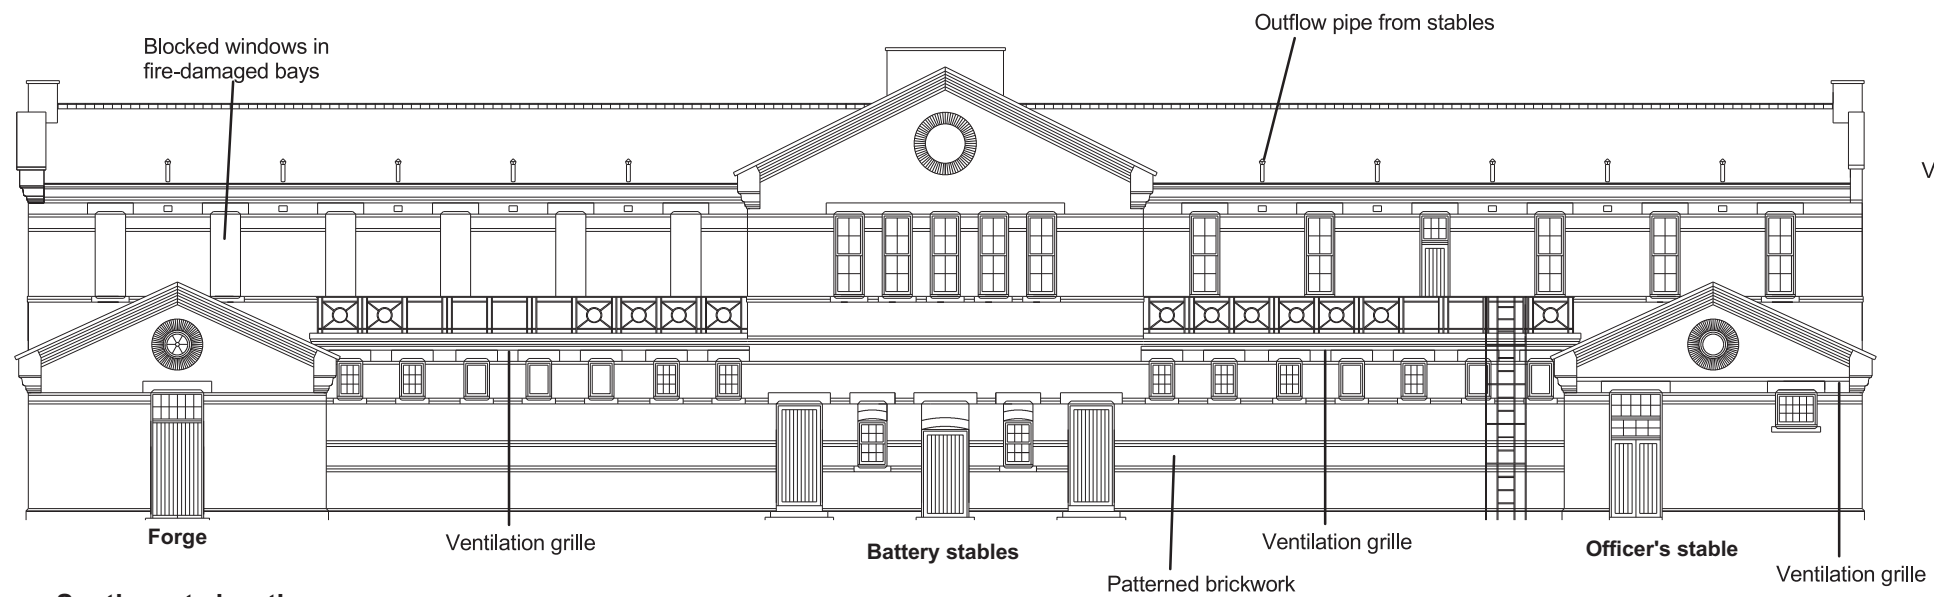 Outflow pipe from stables
Blocked windows in
fire-damaged bays
V
Forge
Ventilation grille
Battery stables
Ventilation grille
Officer's stable
Patterned brickwork
Ventilation grille